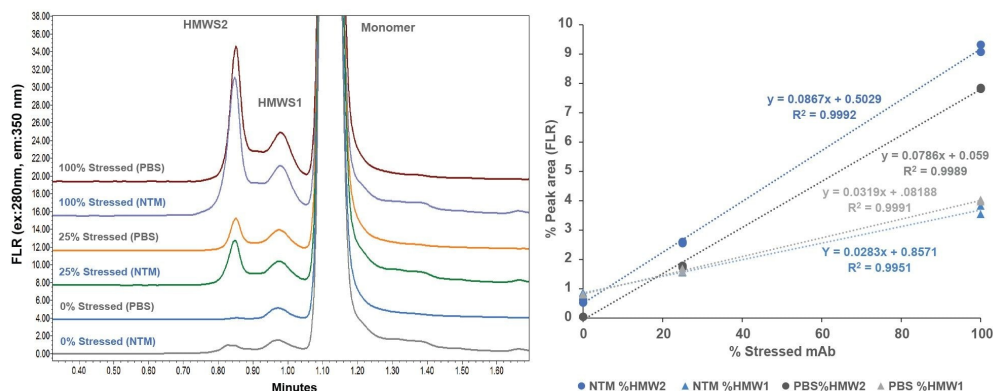 38.00
36.00
34.00
32.00
30.00
28.00
26.00
24.00
22.00
20.00
18.00
16.00
14.00
12.00
10.00
8.00
6.00
4.00
2.00
0.00
FLR (ex:280nm, em:350 nm)
HMWS2
HMWS1
Monomer
100% Stressed (PBS)
100% Stressed (NTM)
25% Stressed (PBS)
25% Stressed (NTM)
0% Stressed (PBS)
0% Stressed (NTM)
0.40 0.50 0.60 0.70 0.80 0.90 1.00 1.10 1.20 1.30 1.40 1.50 1.60
Minutes
10
9
8
7
6
5
4
3
2
1
0
% Peak area (FLR)
y = 0.0867x + 0.5029
R² = 0.9992
y = 0.0786x + 0.059
R² = 0.9989
y = 0.0319x + .08188
R² = 0.9991
Y = 0.0283x + 0.8571
R² = 0.9951
0 20 40 60 80 100
% Stressed mAb
NTM %HMW2 NTM %HMW1 PBS%HMW2 PBS %HMW1